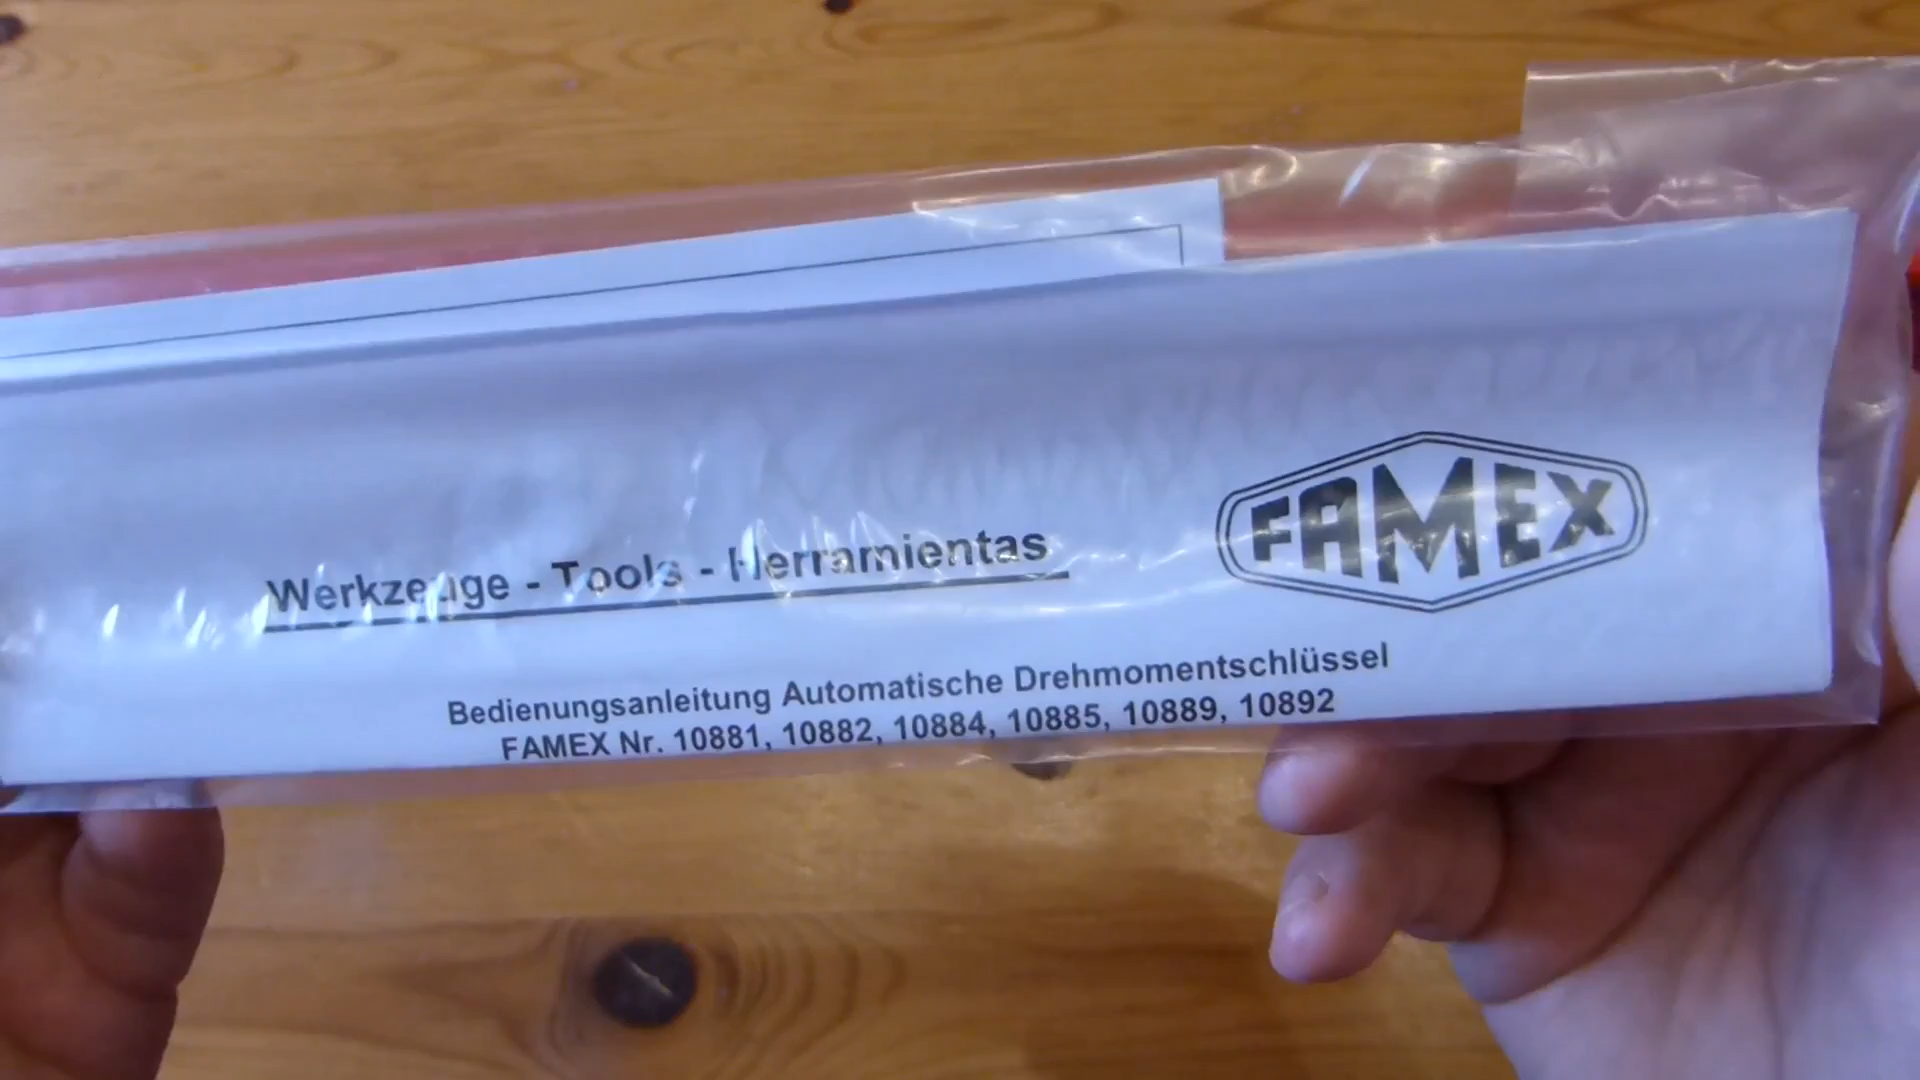 Werkzeuge - Tools - Herramientas
FAMEX
Bedienungsanleitung Automatische Drehmomentschlüssel
FAMEX Nr. 10881, 10882, 10884, 10885, 10889, 10892